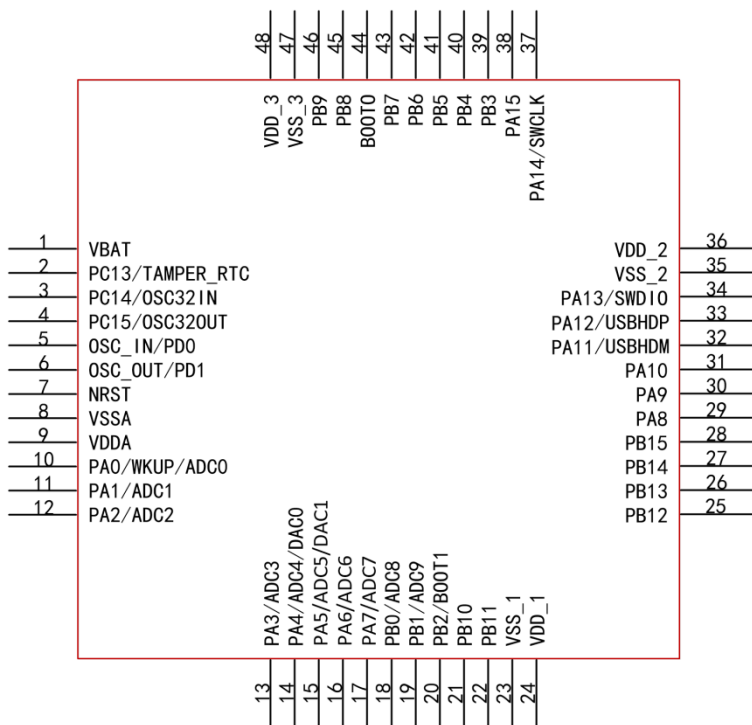 48 47 46 45 44 43 42 41 40 39 38 37
VDD_3
VSS_3
PB9
PB8
BOOT0
PB7
PB6
PB5
PB4
PB3
PA15
PA14/SWCLK
1 VBAT
2 PC13/TAMPER_RTC
3 PC14/OSC32IN
4 PC15/OSC32OUT
5 OSC_IN/PD0
6 OSC_OUT/PD1
7 NRST
8 VSSA
9 VDDA
10 PA0/WKUP/ADC0
11 PA1/ADC1
12 PA2/ADC2
VDD_2 36
VSS_2 35
PA13/SWDIO 34
PA12/USBHDP 33
PA11/USBHDM 32
PA10 31
PA9 30
PA8 29
PB15 28
PB14 27
PB13 26
PB12 25
PA3/ADC3
PA4/ADC4/DAC0
PA5/ADC5/DAC1
PA6/ADC6
PA7/ADC7
PB0/ADC8
PB1/ADC9
PB2/BOOT1
PB10
PB11
VSS_1
VDD_1
13 14 15 16 17 18 19 20 21 22 23 24